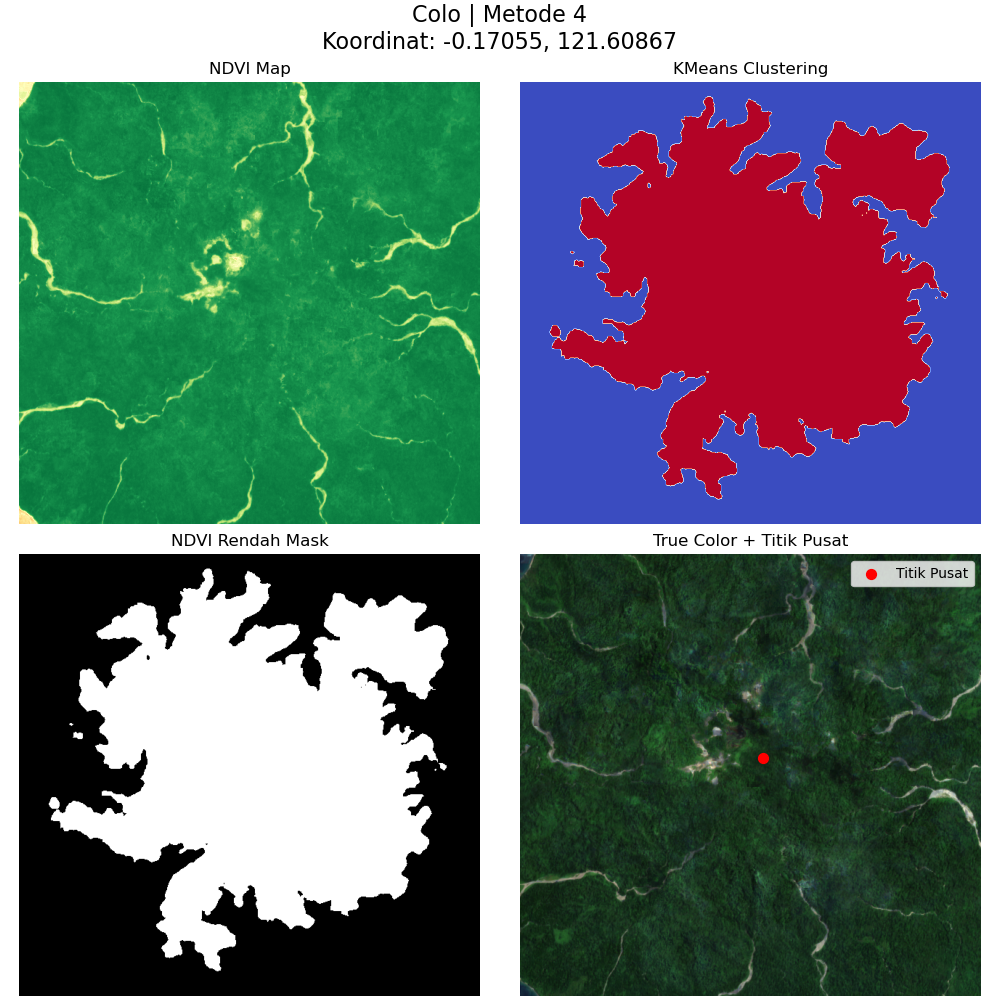 Colo | Metode 4
Koordinat: -0.17055, 121.60867
NDVI Map
KMeans Clustering
NDVI Rendah Mask
True Color + Titik Pusat
Titik Pusat